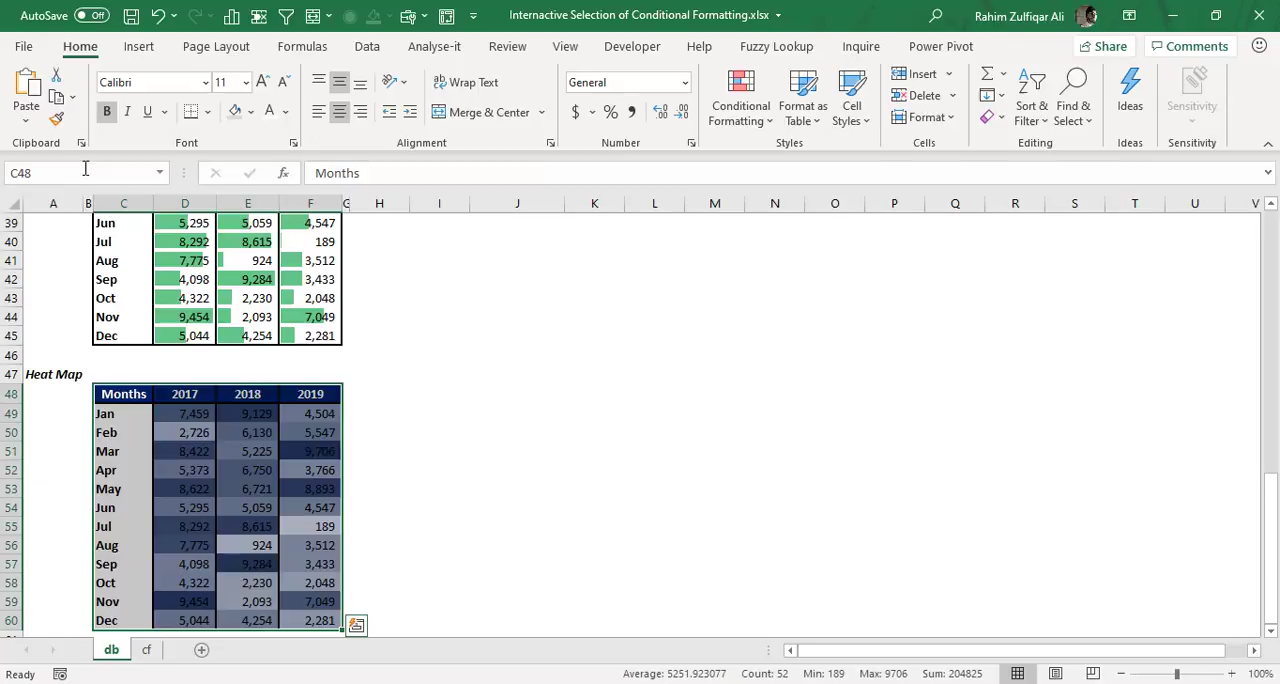 AutoSave Off Internactive Selection of Conditional Formatting.xlsx Rahim Zulfiqar Ali
File Home Insert Page Layout Formulas Data Analyse-it Review View Developer Help Fuzzy Lookup Inquire Power Pivot Share Comments
Paste Calibri 11 Wrap Text General Conditional Formatting Format as Table Cell Styles Insert Sort & Filter Find & Select Ideas Sensitivity
B I U A Merge & Center $ % Delete
Format
Clipboard Font Alignment Number Styles Cells Editing Ideas Sensitivity
C48 fx Months
A B C D E F G H I J K L M N O P Q R S T U V
39 Jun 5,295 5,059 4,547
40 Jul 8,292 8,615 189
41 Aug 7,775 924 3,512
42 Sep 4,098 9,284 3,433
43 Oct 4,322 2,230 2,048
44 Nov 9,454 2,093 7,049
45 Dec 5,044 4,254 2,281
46
47 Heat Map
48 Months 2017 2018 2019
49 Jan 7,459 9,129 4,504
50 Feb 2,726 6,130 5,547
51 Mar 8,422 5,225 9,706
52 Apr 5,373 6,750 3,766
53 May 8,622 6,721 8,893
54 Jun 5,295 5,059 4,547
55 Jul 8,292 8,615 189
56 Aug 7,775 924 3,512
57 Sep 4,098 9,284 3,433
58 Oct 4,322 2,230 2,048
59 Nov 9,454 2,093 7,049
60 Dec 5,044 4,254 2,281
db cf
Ready Average: 5251.923077 Count: 52 Min: 189 Max: 9706 Sum: 204825 100%